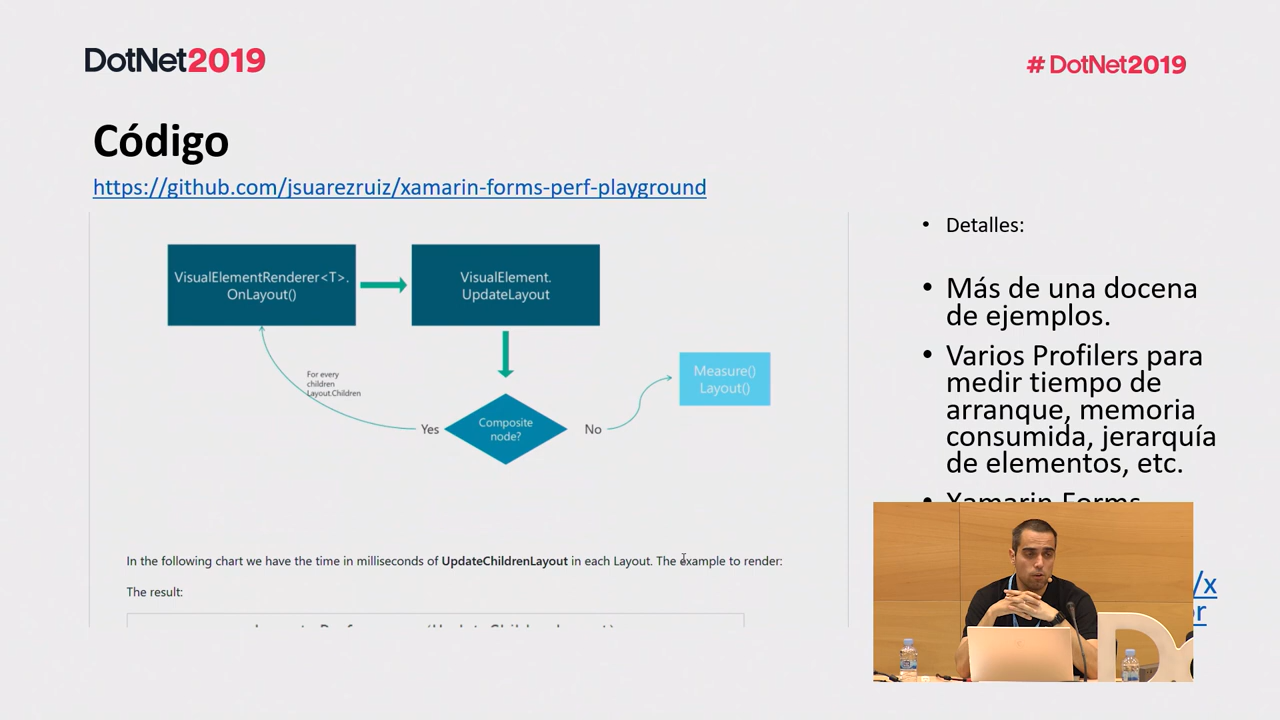 DotNet2019
# DotNet2019
Código
https://github.com/jsuarezruiz/xamarin-forms-perf-playground
VisualElementRenderer<T>.
OnLayout()
VisualElement.
UpdateLayout
For every
children
Layout.Children
Yes
Composite
node?
No
Measure()
Layout()
In the following chart we have the time in milliseconds of UpdateChildrenLayout in each Layout. The example to render:
The result:
• Detalles:
• Más de una docena
de ejemplos.
• Varios Profilers para
medir tiempo de
arranque, memoria
consumida, jerarquía
de elementos, etc.
• Xamarin.Forms
/x
or